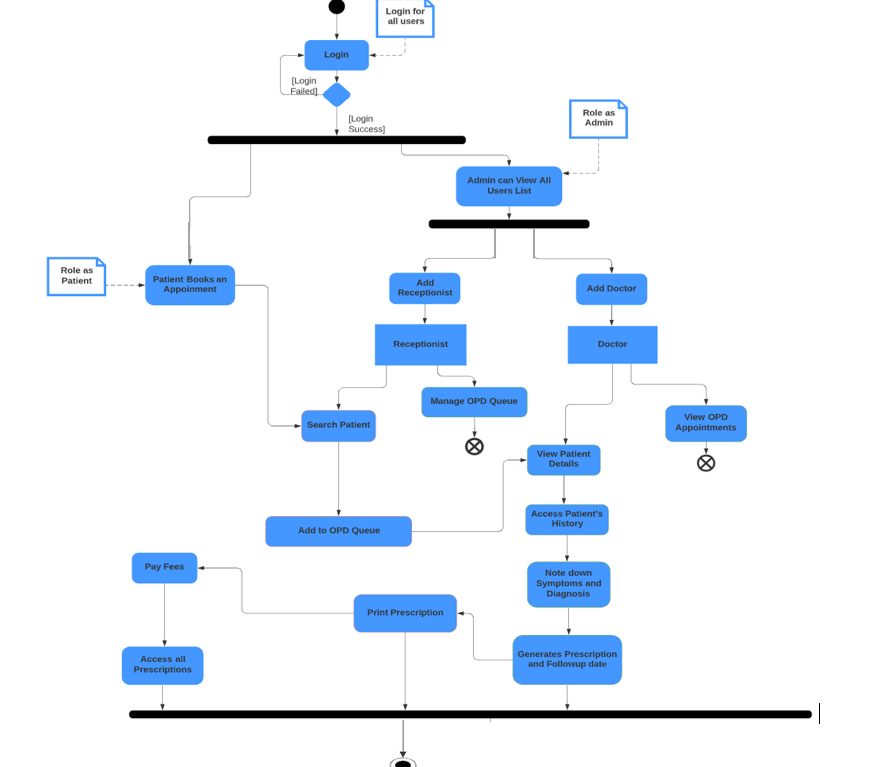 Login for
all users
Login
[Login
Failed]
[Login
Success]
Role as
Admin
Admin can View All
Users List
Role as
Patient
Patient Books an
Appoinment
Add
Receptionist
Add Doctor
Receptionist
Doctor
Manage OPD Queue
Search Patient
View OPD
Appointments
View Patient
Details
Access Patient's
History
Add to OPD Queue
Pay Fees
Note down
Symptoms and
Diagnosis
Print Prescription
Generates Prescription
and Followup date
Access all
Prescriptions